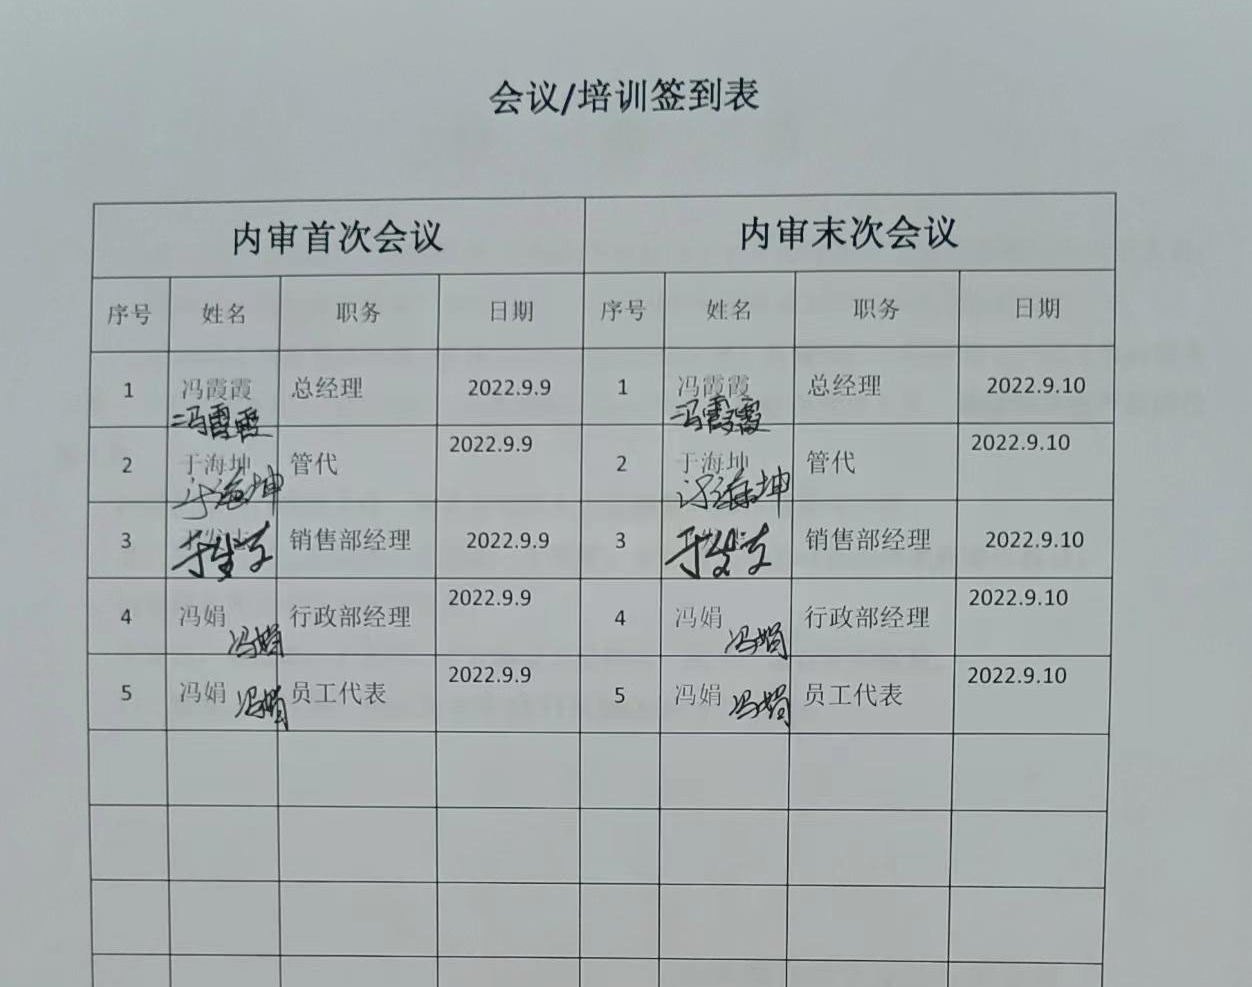 会议/培训签到表
内审首次会议 内审末次会议
序号 姓名 职务 日期 序号 姓名 职务 日期
1 冯霞霞 总经理 2022.9.9 1 冯霞霞 总经理 2022.9.10
冯霞霞 冯霞霞
2 于海坤 管代 2022.9.9 2 于海坤 管代 2022.9.10
于海坤 于海坤
3 销售部经理 2022.9.9 3 销售部经理 2022.9.10
4 冯娟 行政部经理 2022.9.9 4 冯娟 行政部经理 2022.9.10
冯娟 冯娟
5 冯娟 冯娟 员工代表 2022.9.9 5 冯娟 冯娟 员工代表 2022.9.10